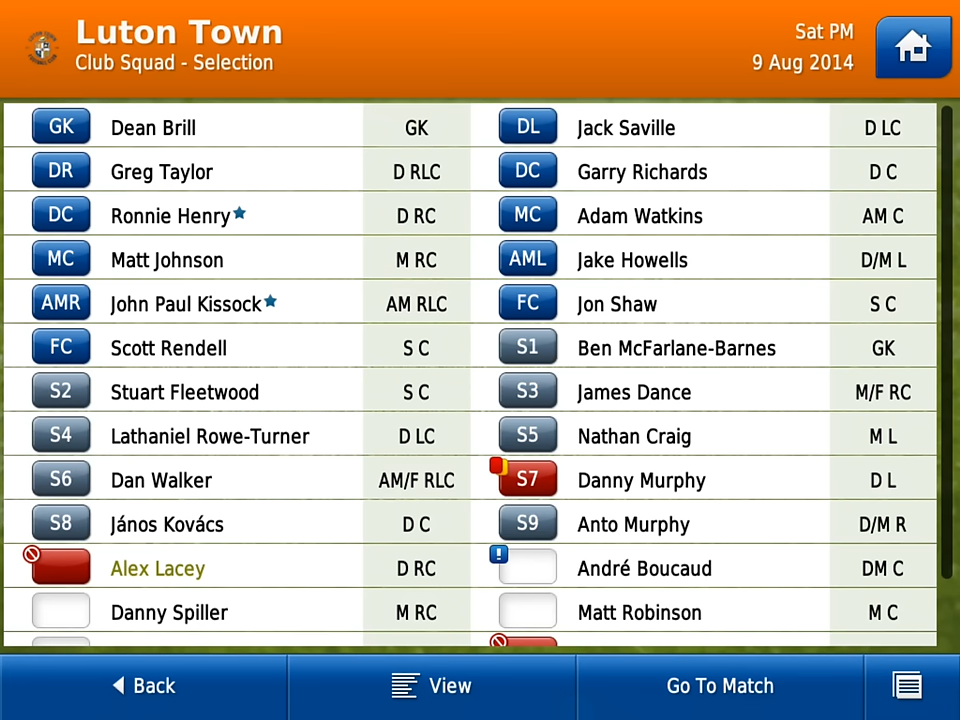 Luton Town
Club Squad - Selection
Sat PM
9 Aug 2014
GK Dean Brill GK DL Jack Saville D LC
DR Greg Taylor D RLC DC Garry Richards D C
DC Ronnie Henry D RC MC Adam Watkins AM C
MC Matt Johnson M RC AML Jake Howells D/M L
AMR John Paul Kissock AM RLC FC Jon Shaw S C
FC Scott Rendell S C S1 Ben McFarlane-Barnes GK
S2 Stuart Fleetwood S C S3 James Dance M/F RC
S4 Lathaniel Rowe-Turner D LC S5 Nathan Craig M L
S6 Dan Walker AM/F RLC S7 Danny Murphy D L
S8 János Kovács D C S9 Anto Murphy D/M R
Alex Lacey D RC ! André Boucaud DM C
Danny Spiller M RC Matt Robinson M C
Back View Go To Match